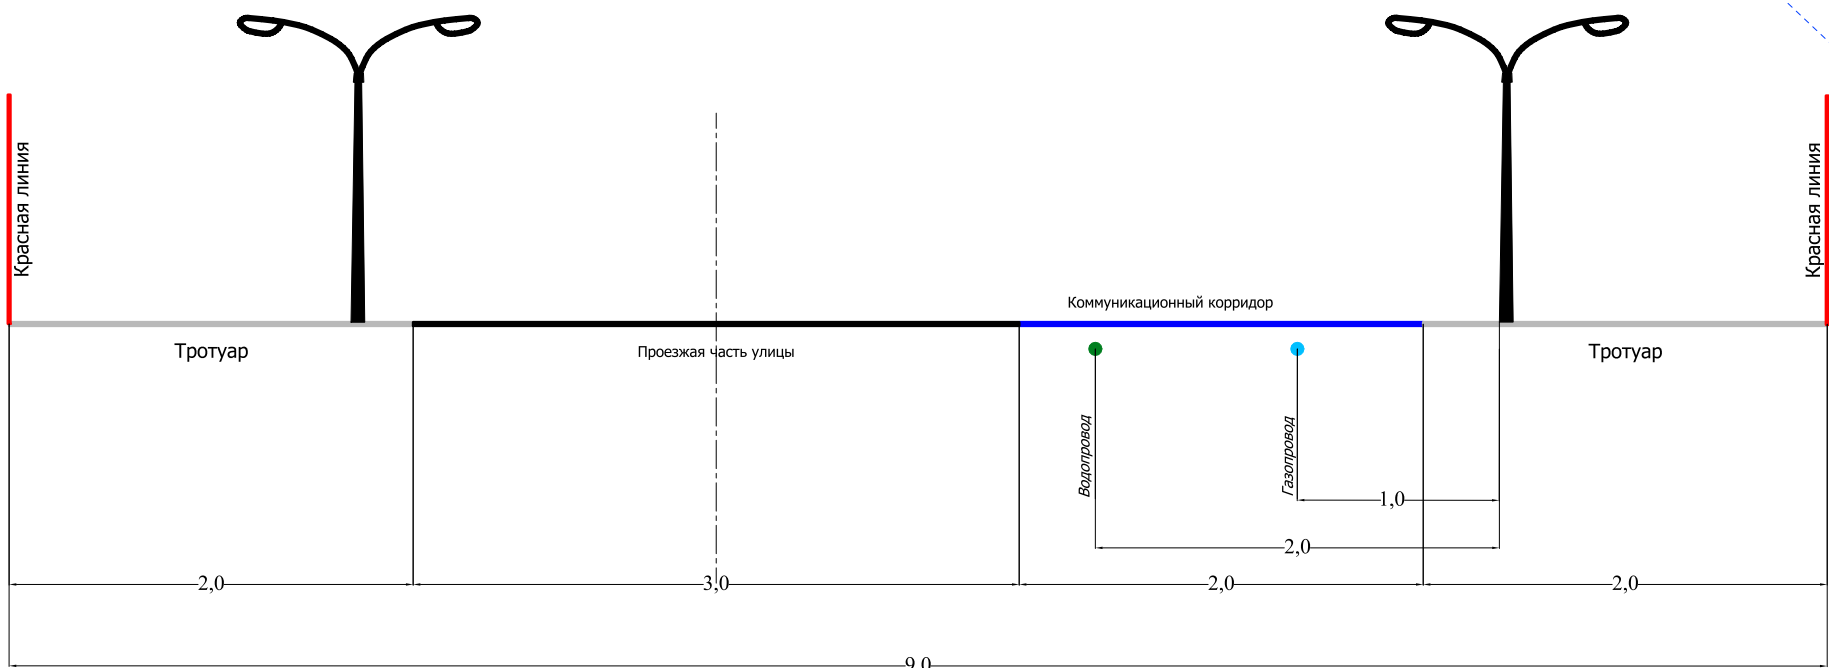 Красная линия
Красная линия
Коммуникационный корридор
Тротуар
Проезжая часть улицы
Тротуар
Водопровод
Газопровод
1,0
2,0
2,0
3,0
2,0
2,0
9,0